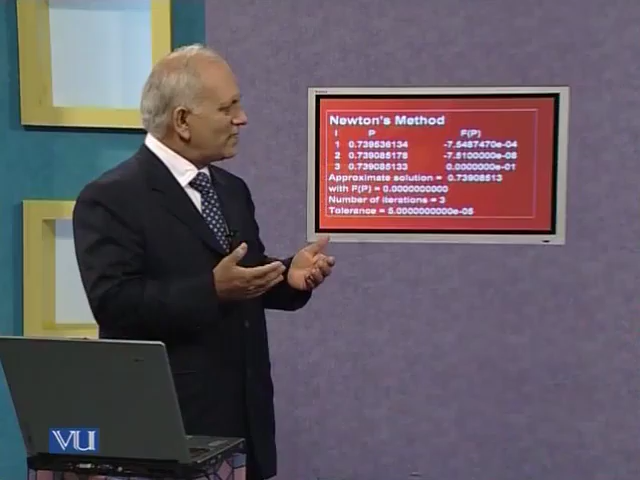 Newton's Method
I P F(P)
1 0.739536134 -7.5487470e-04
2 0.739085178 -7.5100000e-08
3 0.739085133 0.0000000e-01
Approximate solution = 0.73908513
with F(P) = 0.0000000000
Number of iterations = 3
Tolerance = 5.0000000000e-05
VU